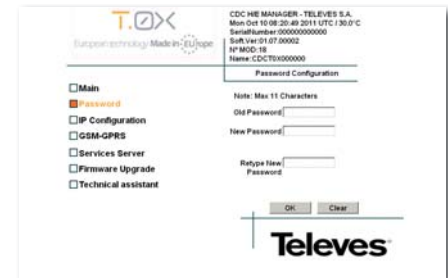 T.OX
European technology Made in EUrope
CDC H/E MANAGER - TELEVES S.A.
Mon Oct 10 08:20:49 2011 UTC / 30.0°C
SerialNumber:000000000000
Soft.Ver:01.07.00002
Nº MOD:18
Name:CDCT0X000000
Password Configuration
Main
Password
IP Configuration
GSM-GPRS
Services Server
Firmware Upgrade
Technical assistant
Note: Max 11 Characters
Old Password
New Password
Retype New
Password
OK
Clear
Televes